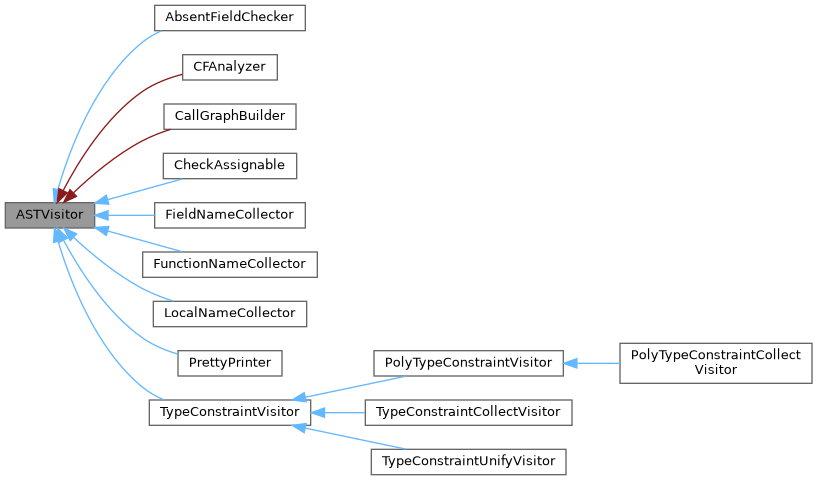 AbsentFieldChecker
CFAnalyzer
CallGraphBuilder
CheckAssignable
ASTVisitor
FieldNameCollector
FunctionNameCollector
LocalNameCollector
PrettyPrinter
PolyTypeConstraintVisitor
PolyTypeConstraintCollect
Visitor
TypeConstraintVisitor
TypeConstraintCollectVisitor
TypeConstraintUnifyVisitor